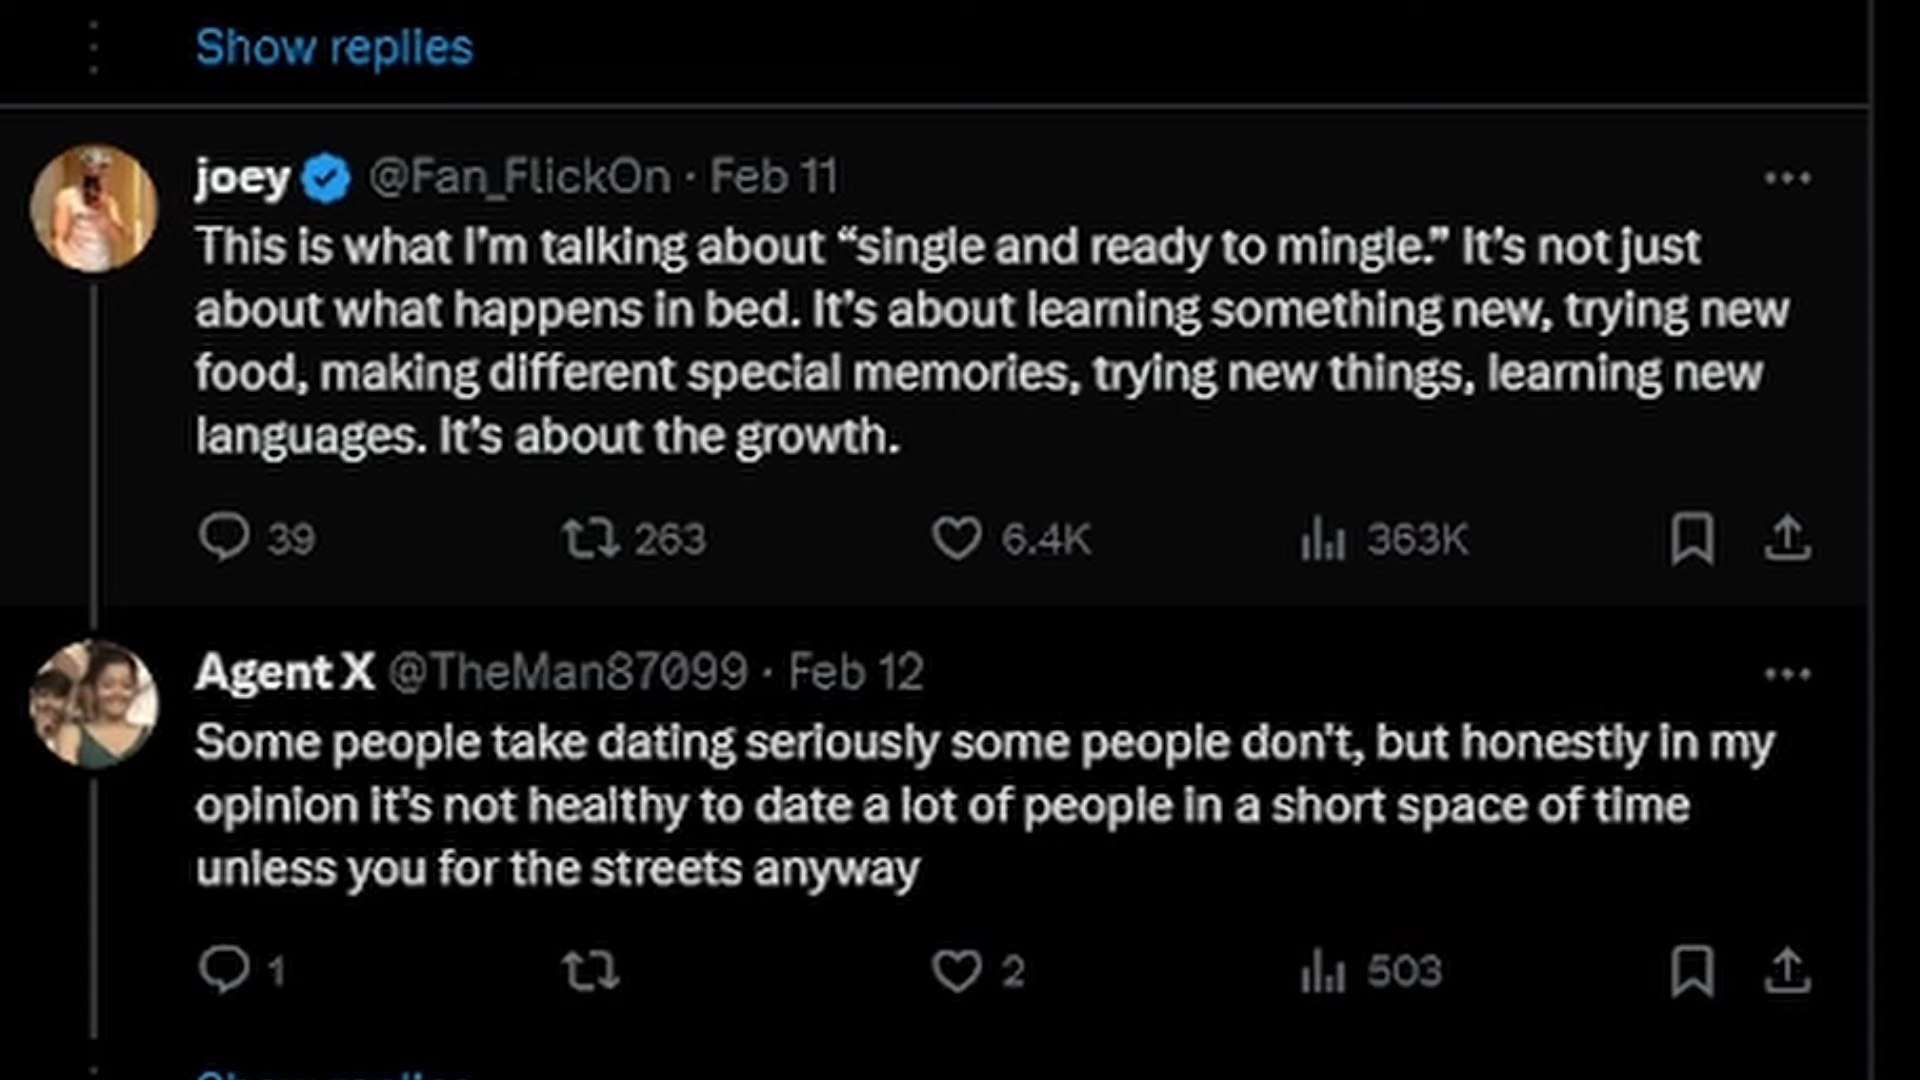 Show replies
joey @Fan_FlickOn · Feb 11
This is what I'm talking about “single and ready to mingle.” It's not just
about what happens in bed. It's about learning something new, trying new
food, making different special memories, trying new things, learning new
languages. It's about the growth.
39 263 6.4K 363K
Agent X @TheMan87099 · Feb 12
Some people take dating seriously some people don't, but honestly in my
opinion it's not healthy to date a lot of people in a short space of time
unless you for the streets anyway
1 2 503